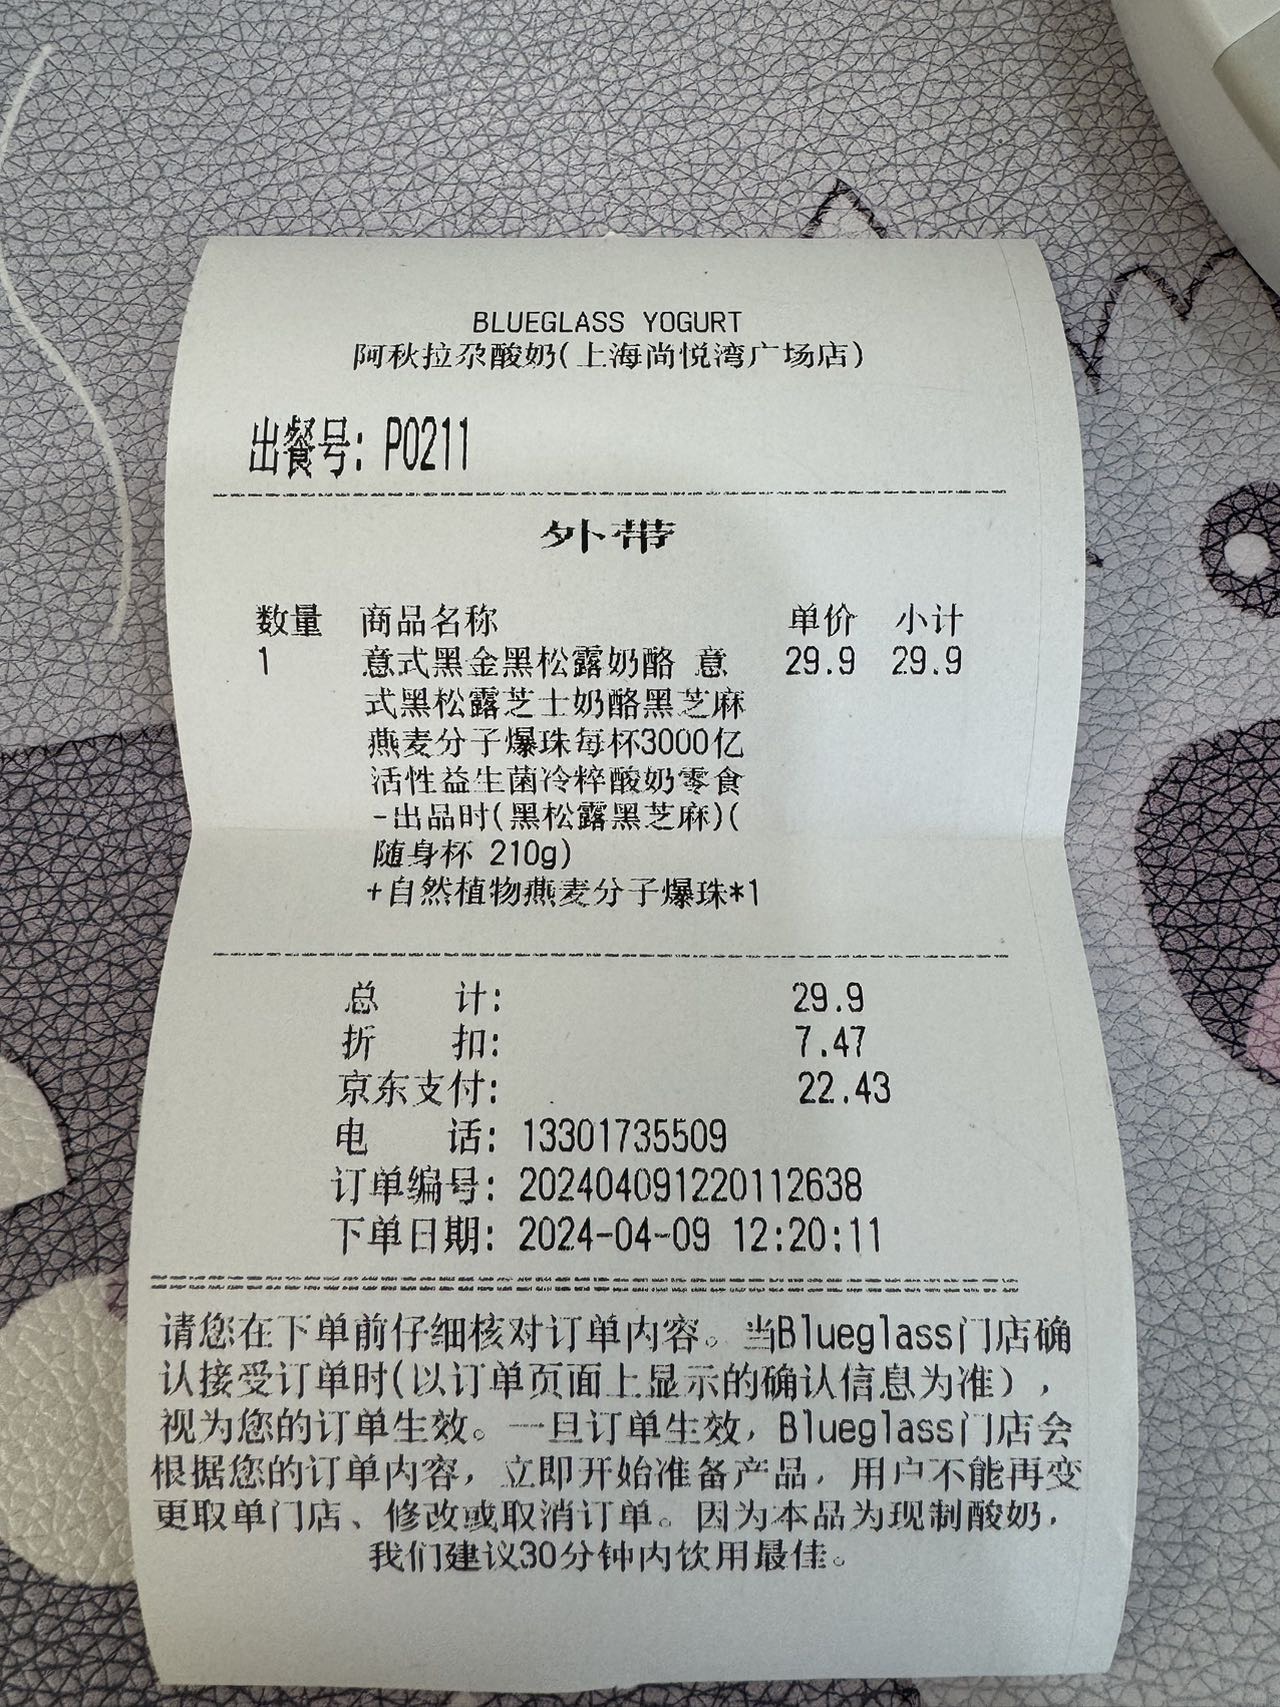 BLUEGLASS YOGURT
阿秋拉尕酸奶(上海尚悦湾广场店)
出餐号: P0211
外带
数量 商品名称 单价 小计
1 意式黑金黑松露奶酪 意 29.9 29.9
式黑松露芝士奶酪黑芝麻
燕麦分子爆珠每杯3000亿
活性益生菌冷粹酸奶零食
-出品时(黑松露黑芝麻)(
随身杯 210g)
+自然植物燕麦分子爆珠*1
总 计: 29.9
折 扣: 7.47
京东支付: 22.43
电 话: 13301735509
订单编号: 202404091220112638
下单日期: 2024-04-09 12:20:11
请您在下单前仔细核对订单内容。当Blueglass门店确
认接受订单时(以订单页面上显示的确认信息为准),
视为您的订单生效。一旦订单生效,Blueglass门店会
根据您的订单内容,立即开始准备产品,用户不能再变
更取单门店、修改或取消订单。因为本品为现制酸奶,
我们建议30分钟内饮用最佳。